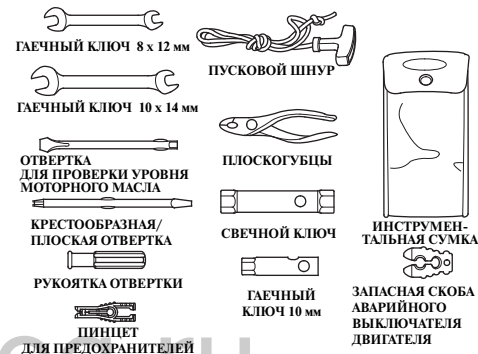 ГАЕЧНЫЙ КЛЮЧ 8 x 12 мм
ГАЕЧНЫЙ КЛЮЧ 10 x 14 мм
ОТВЕРТКА
ДЛЯ ПРОВЕРКИ УРОВНЯ
МОТОРНОГО МАСЛА
КРЕСТООБРАЗНАЯ/
ПЛОСКАЯ ОТВЕРТКА
РУКОЯТКА ОТВЕРТКИ
ПИНЦЕТ
ДЛЯ ПРЕДОХРАНИТЕЛЕЙ
ПУСКОВОЙ ШНУР
ПЛОСКОГУБЦЫ
СВЕЧНОЙ КЛЮЧ
ГАЕЧНЫЙ
КЛЮЧ 10 мм
ИНСТРУМЕН-
ТАЛЬНАЯ СУМКА
ЗАПАСНАЯ СКОБА
АВАРИЙНОГО
ВЫКЛЮЧАТЕЛЯ
ДВИГАТЕЛЯ